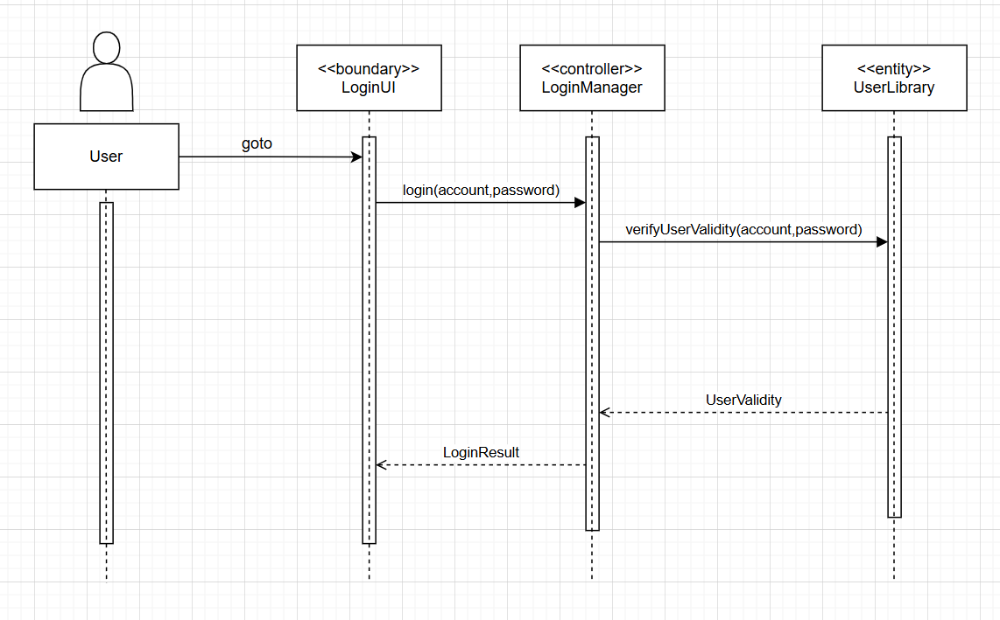 <<boundary>>
LoginUI
<<controller>>
LoginManager
<<entity>>
UserLibrary
User
goto
login(account,password)
verifyUserValidity(account,password)
UserValidity
LoginResult